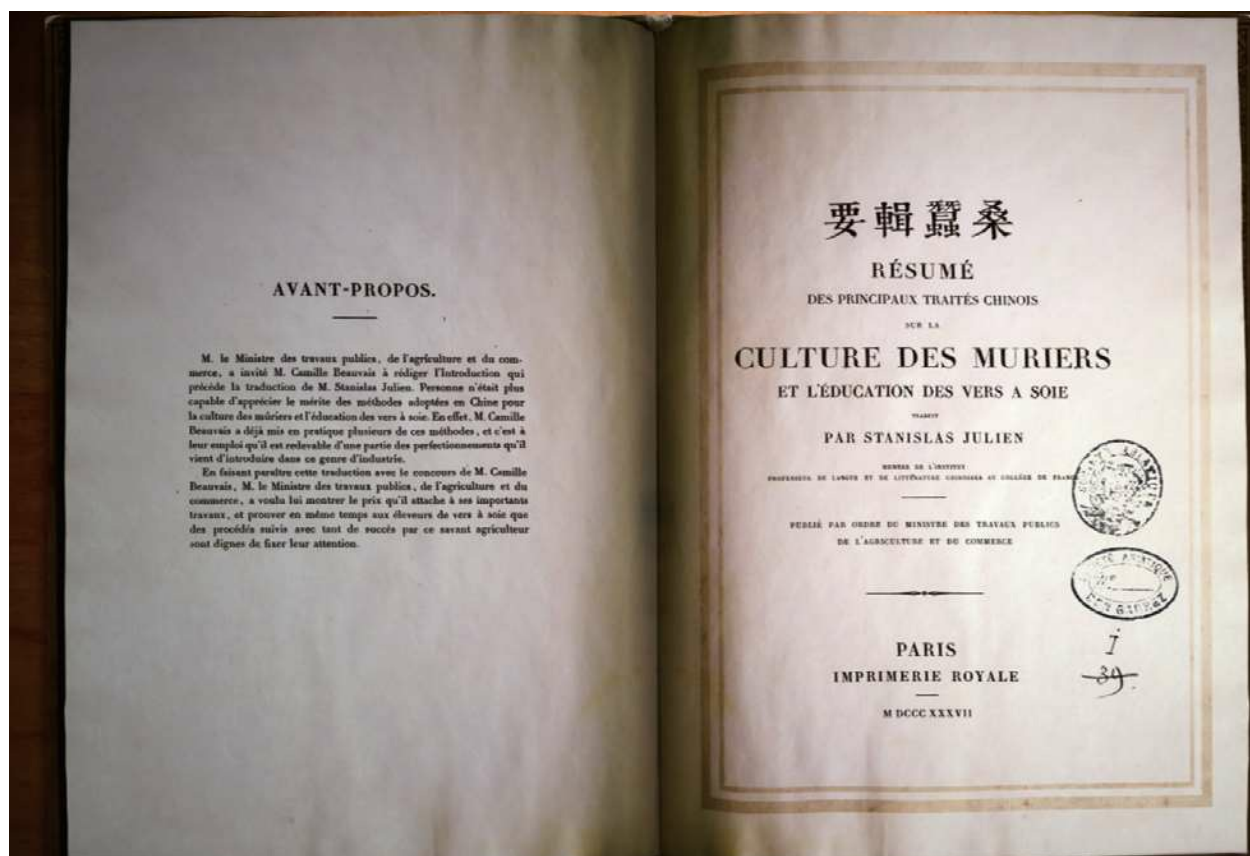 AVANT-PROPOS.
M. le Ministre des travaux publics, de l'agriculture et du com-
merce, a invité M. Camille Beauvais à rédiger l'Introduction qui
précède la traduction de M. Stanislas Julien. Personne n'était plus
capable d'apprécier le mérite des méthodes adoptées en Chine pour
la culture des mûriers et l'éducation des vers à soie. En effet, M. Camille
Beauvais a déjà mis en pratique plusieurs de ces méthodes, et c'est à
leur emploi qu'il est redevable d'une partie des perfectionnements qu'il
vient d'introduire dans ce genre d'industrie.
En faisant paraître cette traduction avec le concours de M. Camille
Beauvais, M. le Ministre des travaux publics, de l'agriculture et du
commerce, a voulu lui montrer le prix qu'il attache à ses importants
travaux, et prouver en même temps aux éleveurs de vers à soie que
des procédés suivis avec tant de succès par ce savant agriculteur
sont dignes de fixer leur attention.
要輯蠶桑
RÉSUMÉ
DES PRINCIPAUX TRAITÉS CHINOIS
SUR LA
CULTURE DES MURIERS
ET L'ÉDUCATION DES VERS A SOIE
TRADUIT
PAR STANISLAS JULIEN
MEMBRE DE L'INSTITUT
PROFESSEUR DE LANGUE ET DE LITTÉRATURE CHINOISES AU COLLÉGE DE FRANCE
PUBLIÉ PAR ORDRE DU MINISTRE DES TRAVAUX PUBLICS
DE L'AGRICULTURE ET DU COMMERCE
SOCIÉTÉ ASIATIQUE
PARIS
IMPRIMERIE ROYALE
M DCCC XXXVII
I
39